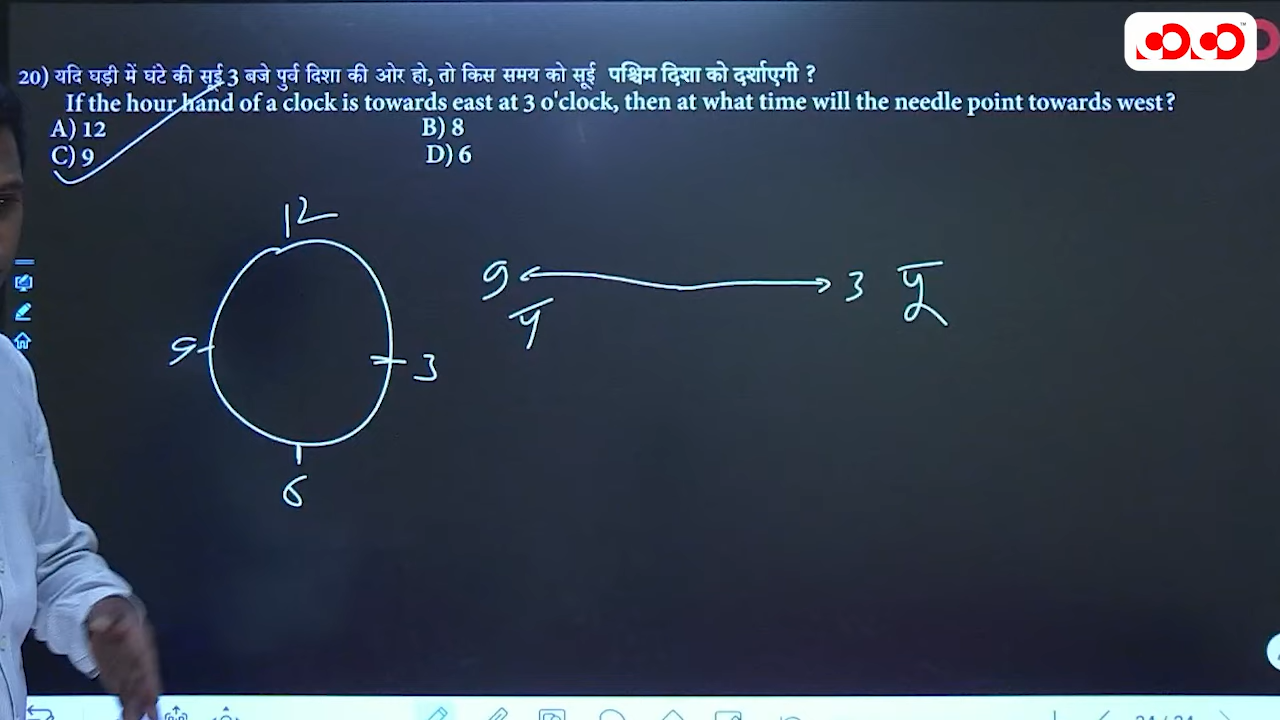 20) यदि घड़ी में घंटे की सूई 3 बजे पुर्व दिशा की ओर हो, तो किस समय को सूई पश्चिम दिशा को दर्शाएगी ?
If the hour hand of a clock is towards east at 3 o'clock, then at what time will the needle point towards west?
A) 12 B) 8
C) 9 D) 6
12
9 3 पू
प
9 3
6